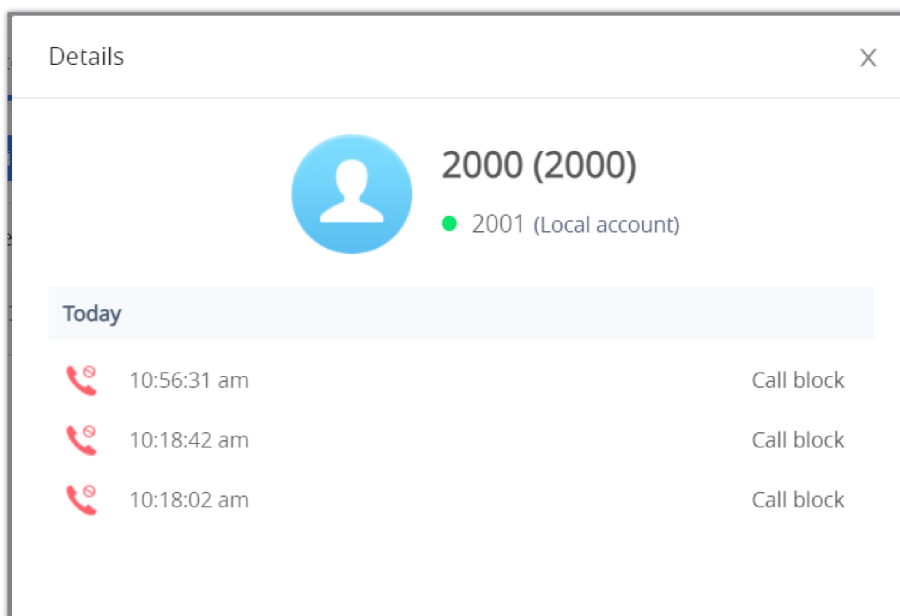 Details
X
2000 (2000)
2001 (Local account)
Today
10:56:31 am Call block
10:18:42 am Call block
10:18:02 am Call block